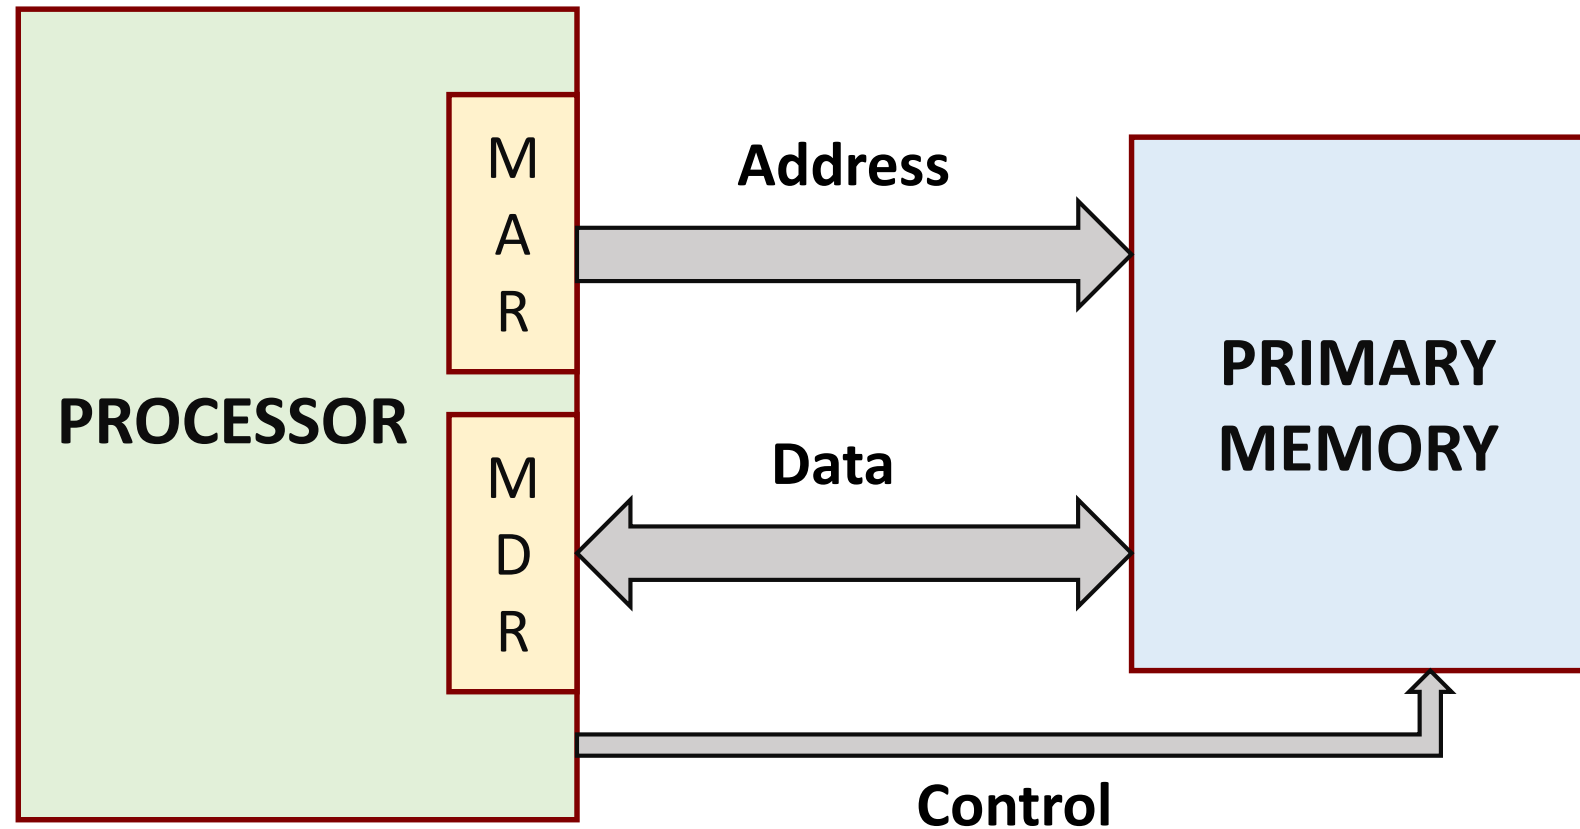 PROCESSOR
M
A
R
M
D
R
Address
Data
Control
PRIMARY
MEMORY